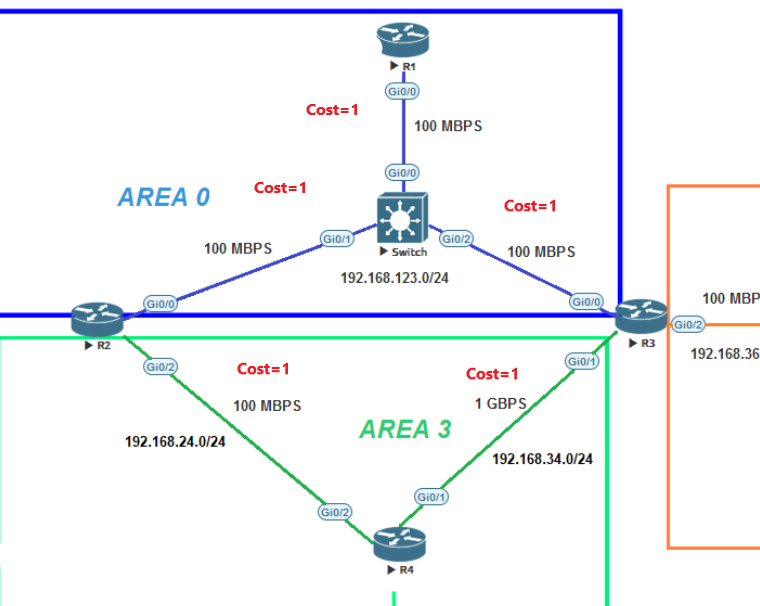 R1
Gi0/0
Cost=1
100 MBPS
Gi0/0
Cost=1
AREA 0
Cost=1
Gi0/1
Gi0/2
100 MBPS
Switch
100 MBPS
192.168.123.0/24
Gi0/0
Gi0/0
100 MBP
R2
R3
Gi0/2
192.168.36
Gi0/2
Cost=1
Cost=1
Gi0/1
100 MBPS
1 GBPS
AREA 3
192.168.24.0/24
192.168.34.0/24
Gi0/1
Gi0/2
R4